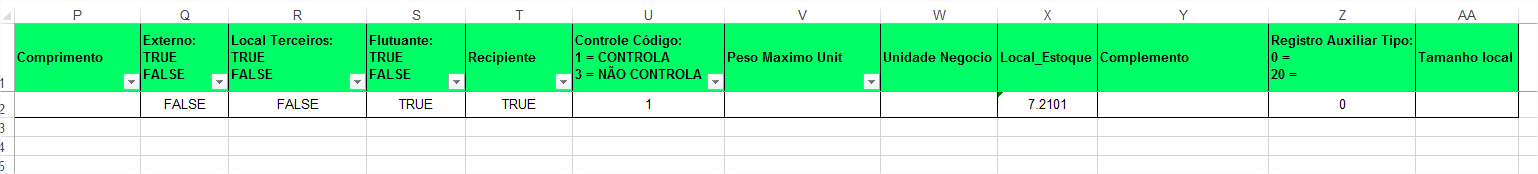 P Q R S T U V W X Y Z AA
1 Comprimento Externo: TRUE FALSE Local Terceiros: TRUE FALSE Flutuante: TRUE FALSE Recipiente Controle Código: 1 = CONTROLA 3 = NÃO CONTROLA Peso Maximo Unit Unidade Negocio Local_Estoque Complemento Registro Auxiliar Tipo: 0 = 20 = Tamanho local
2 FALSE FALSE TRUE TRUE 1 7.2101 0
3
4
5